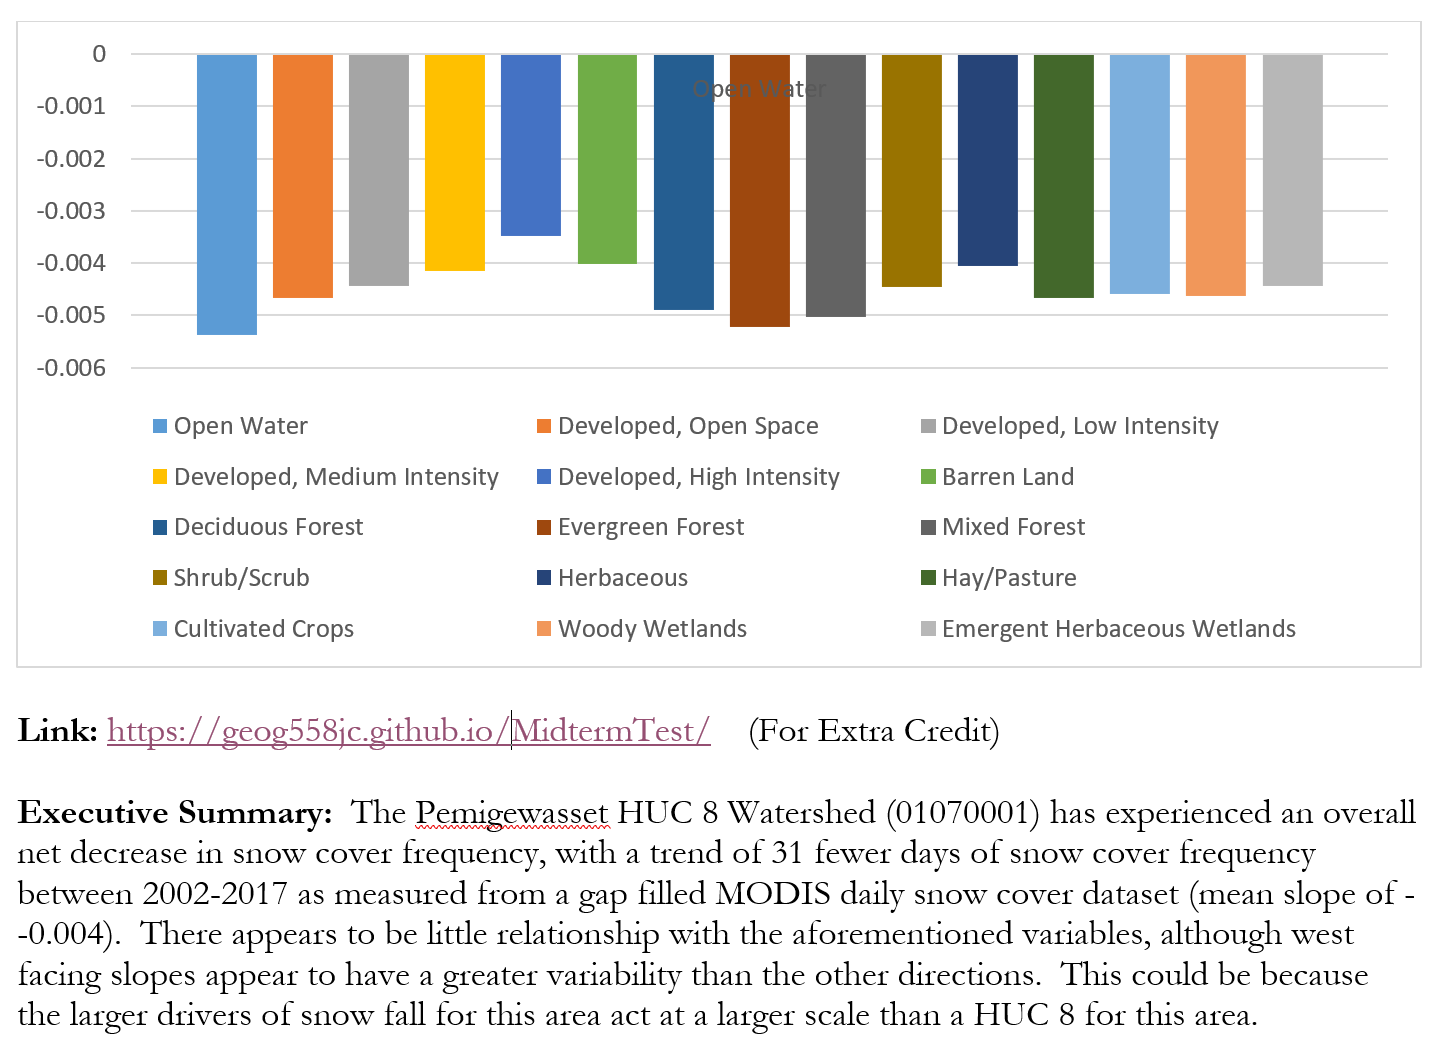 0
-0.001
-0.002
-0.003
-0.004
-0.005
-0.006
Open Water
Open Water
Developed, Open Space
Developed, Low Intensity
Developed, Medium Intensity
Developed, High Intensity
Barren Land
Deciduous Forest
Evergreen Forest
Mixed Forest
Shrub/Scrub
Herbaceous
Hay/Pasture
Cultivated Crops
Woody Wetlands
Emergent Herbaceous Wetlands
Link: https://geog558jc.github.io/MidtermTest/ (For Extra Credit)
Executive Summary: The Pemigewasset HUC 8 Watershed (01070001) has experienced an overall
net decrease in snow cover frequency, with a trend of 31 fewer days of snow cover frequency
between 2002-2017 as measured from a gap filled MODIS daily snow cover dataset (mean slope of -
-0.004). There appears to be little relationship with the aforementioned variables, although west
facing slopes appear to have a greater variability than the other directions. This could be because
the larger drivers of snow fall for this area act at a larger scale than a HUC 8 for this area.